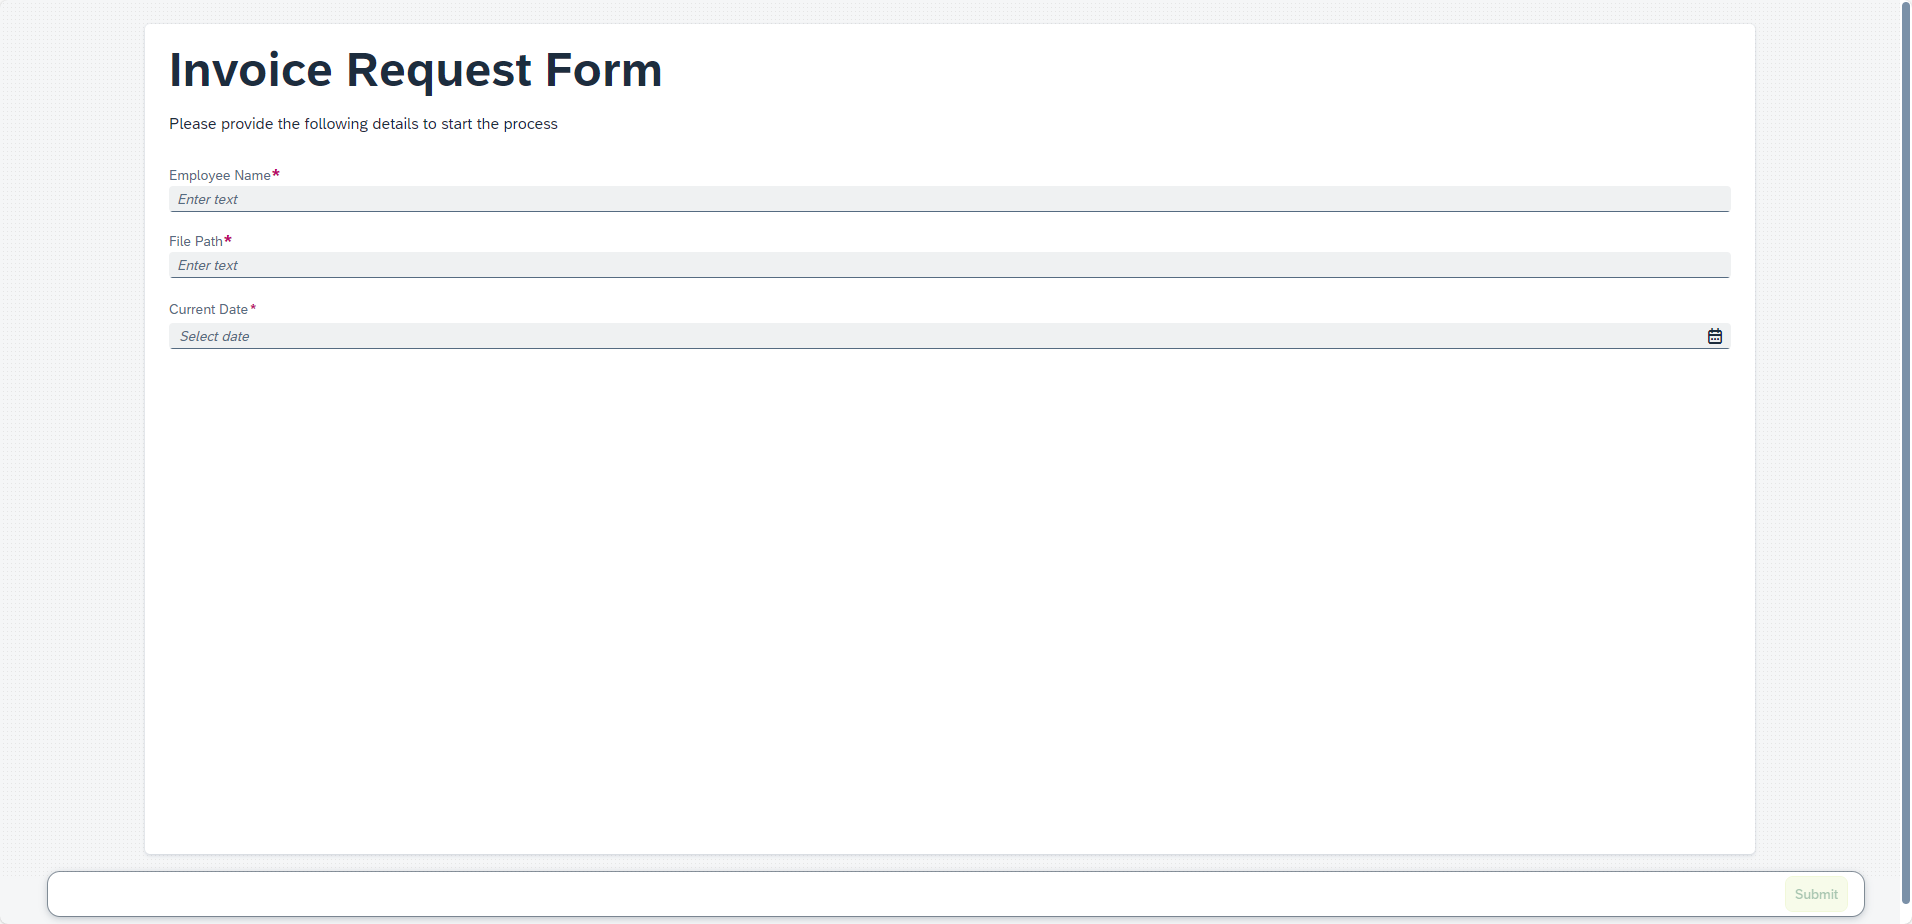 Invoice Request Form
Please provide the following details to start the process
Employee Name*
Enter text
File Path*
Enter text
Current Date*
Select date
Submit